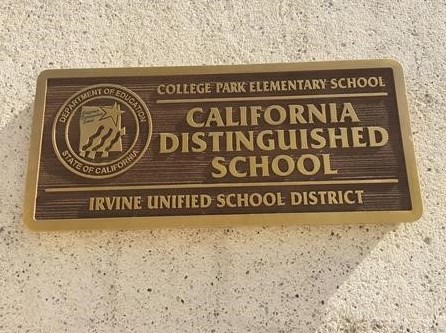 COLLEGE PARK ELEMENTARY SCHOOL
DEPARTMENT OF EDUCATION
STATE OF CALIFORNIA
CALIFORNIA
DISTINGUISHED
SCHOOL
IRVINE UNIFIED SCHOOL DISTRICT